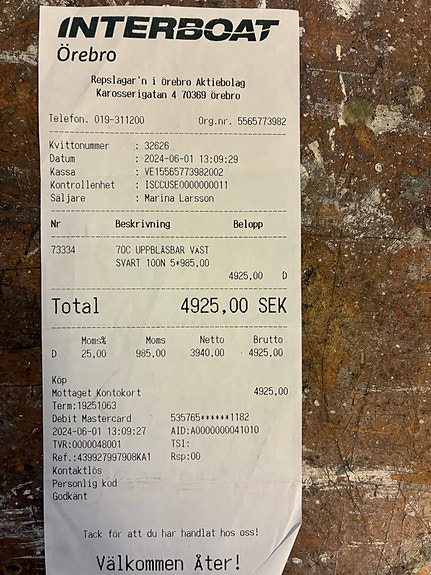 INTERBOAT
Örebro
Repslagar'n i Örebro Aktiebolag
Karosserigatan 4 70369 Örebro
Telefon. 019-311200 Org.nr. 5565773982
Kvittonummer : 32626
Datum : 2024-06-01 13:09:29
Kassa : VE15565773982002
Kontrollenhet : ISCCUSE0000000011
Säljare : Marina Larsson
Nr Beskrivning Belopp
73334 70C UPPBLÅSBAR VÄST
SVART 100N 5*985,00
4925,00 D
Total 4925,00 SEK
Moms% Moms Netto Brutto
D 25,00 985,00 3940,00 4925,00
Köp
Mottaget Kontokort 4925,00
Term:19251063
Debit Mastercard 535765******1182
2024-06-01 13:09:27 AID:A0000000041010
TVR:0000048001 TSI:
Ref.:439927997908KA1 Rsp:00
Kontaktlös
Personlig kod
Godkänt
Tack för att du har handlat hos oss!
Välkommen Åter!